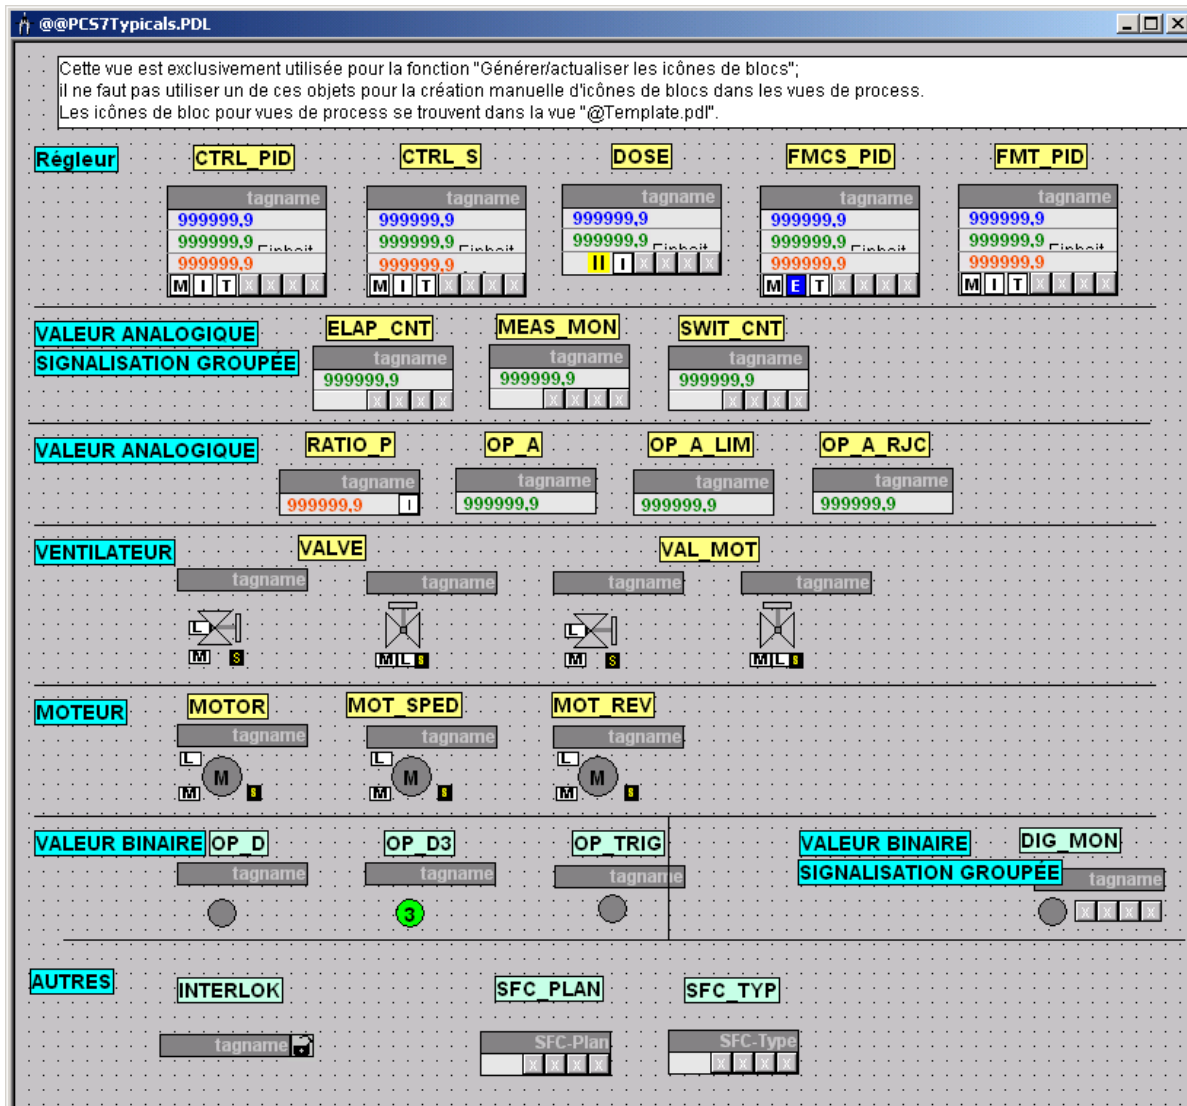 @@PCS7Typicals.PDL
Cette vue est exclusivement utilisée pour la fonction "Générer/actualiser les icônes de blocs";
il ne faut pas utiliser un de ces objets pour la création manuelle d'icônes de blocs dans les vues de process.
Les icônes de bloc pour vues de process se trouvent dans la vue "@Template.pdl".
Régleur CTRL_PID CTRL_S DOSE FMCS_PID FMT_PID
tagname tagname tagname tagname tagname
999999,9 999999,9 999999,9 999999,9 999999,9
999999,9 Einheit 999999,9 Einheit 999999,9 Einheit 999999,9 Einheit 999999,9 Einheit
999999,9 999999,9 II I X X X X 999999,9 999999,9
M I T X X X X M I T X X X X M E T X X X X M I T X X X X
VALEUR ANALOGIQUE ELAP_CNT MEAS_MON SWIT_CNT
SIGNALISATION GROUPÉE tagname tagname tagname
999999,9 999999,9 999999,9
X X X X X X X X X X X X
VALEUR ANALOGIQUE RATIO_P OP_A OP_A_LIM OP_A_RJC
tagname tagname tagname tagname
999999,9 I 999999,9 999999,9 999999,9
VENTILATEUR VALVE VAL_MOT
tagname tagname tagname tagname
L L
M S M L S M S M L S
MOTEUR MOTOR MOT_SPED MOT_REV
tagname tagname tagname
L L L
M M M
M S M S M S
VALEUR BINAIRE OP_D OP_D3 OP_TRIG VALEUR BINAIRE DIG_MON
tagname tagname tagname SIGNALISATION GROUPÉE tagname
3 X X X X
AUTRES INTERLOK SFC_PLAN SFC_TYP
tagname SFC-Plan SFC-Type
X X X X X X X X